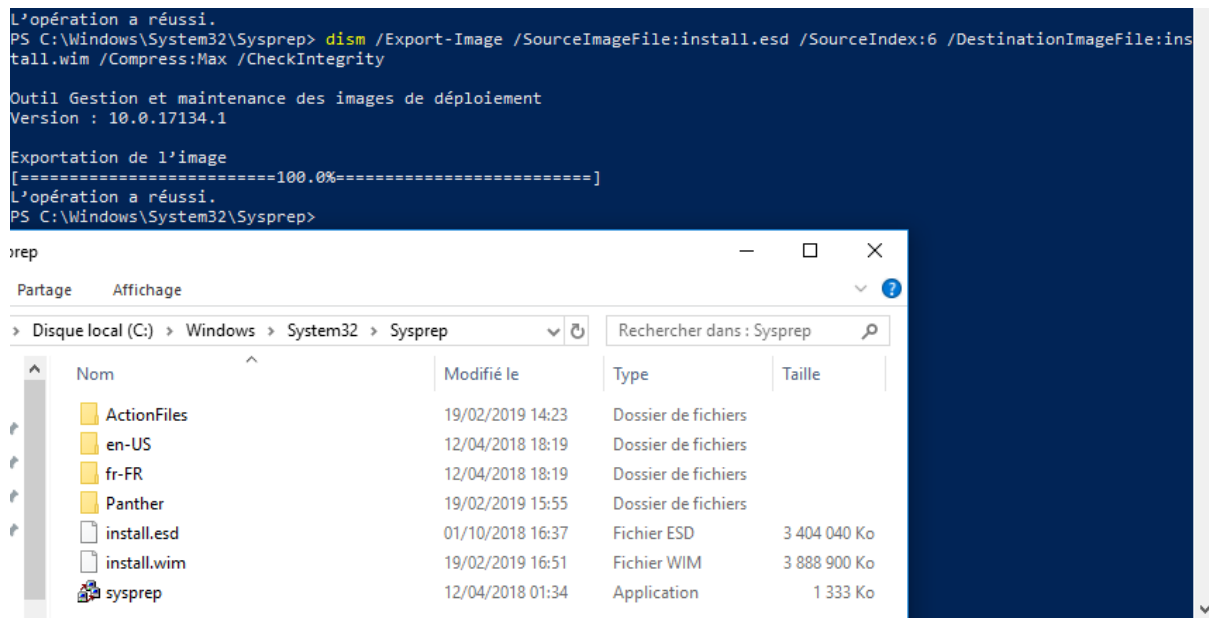 L'opération a réussi.
PS C:\Windows\System32\Sysprep> dism /Export-Image /SourceImageFile:install.esd /SourceIndex:6 /DestinationImageFile:ins
tall.wim /Compress:Max /CheckIntegrity
Outil Gestion et maintenance des images de déploiement
Version : 10.0.17134.1
Exportation de l'image
[==========================100.0%==========================]
L'opération a réussi.
PS C:\Windows\System32\Sysprep>
prep
Partage Affichage
> Disque local (C:) > Windows > System32 > Sysprep Rechercher dans : Sysprep
Nom Modifié le Type Taille
ActionFiles 19/02/2019 14:23 Dossier de fichiers
en-US 12/04/2018 18:19 Dossier de fichiers
fr-FR 12/04/2018 18:19 Dossier de fichiers
Panther 19/02/2019 15:55 Dossier de fichiers
install.esd 01/10/2018 16:37 Fichier ESD 3 404 040 Ko
install.wim 19/02/2019 16:51 Fichier WIM 3 888 900 Ko
sysprep 12/04/2018 01:34 Application 1 333 Ko